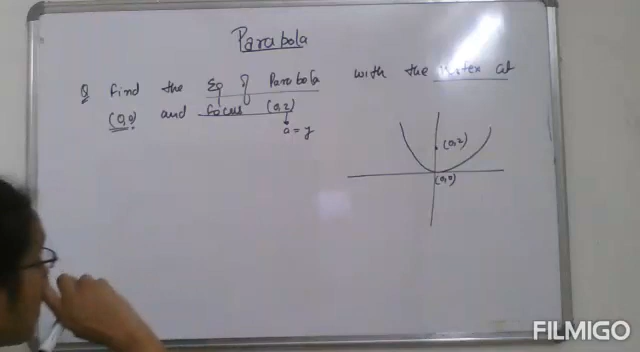 Parabola
Q Find the Eq of Parabola with the vertex at
(0,0) and focus (0,2)
a = y
(0,2)
(0,0)
FILMIGO